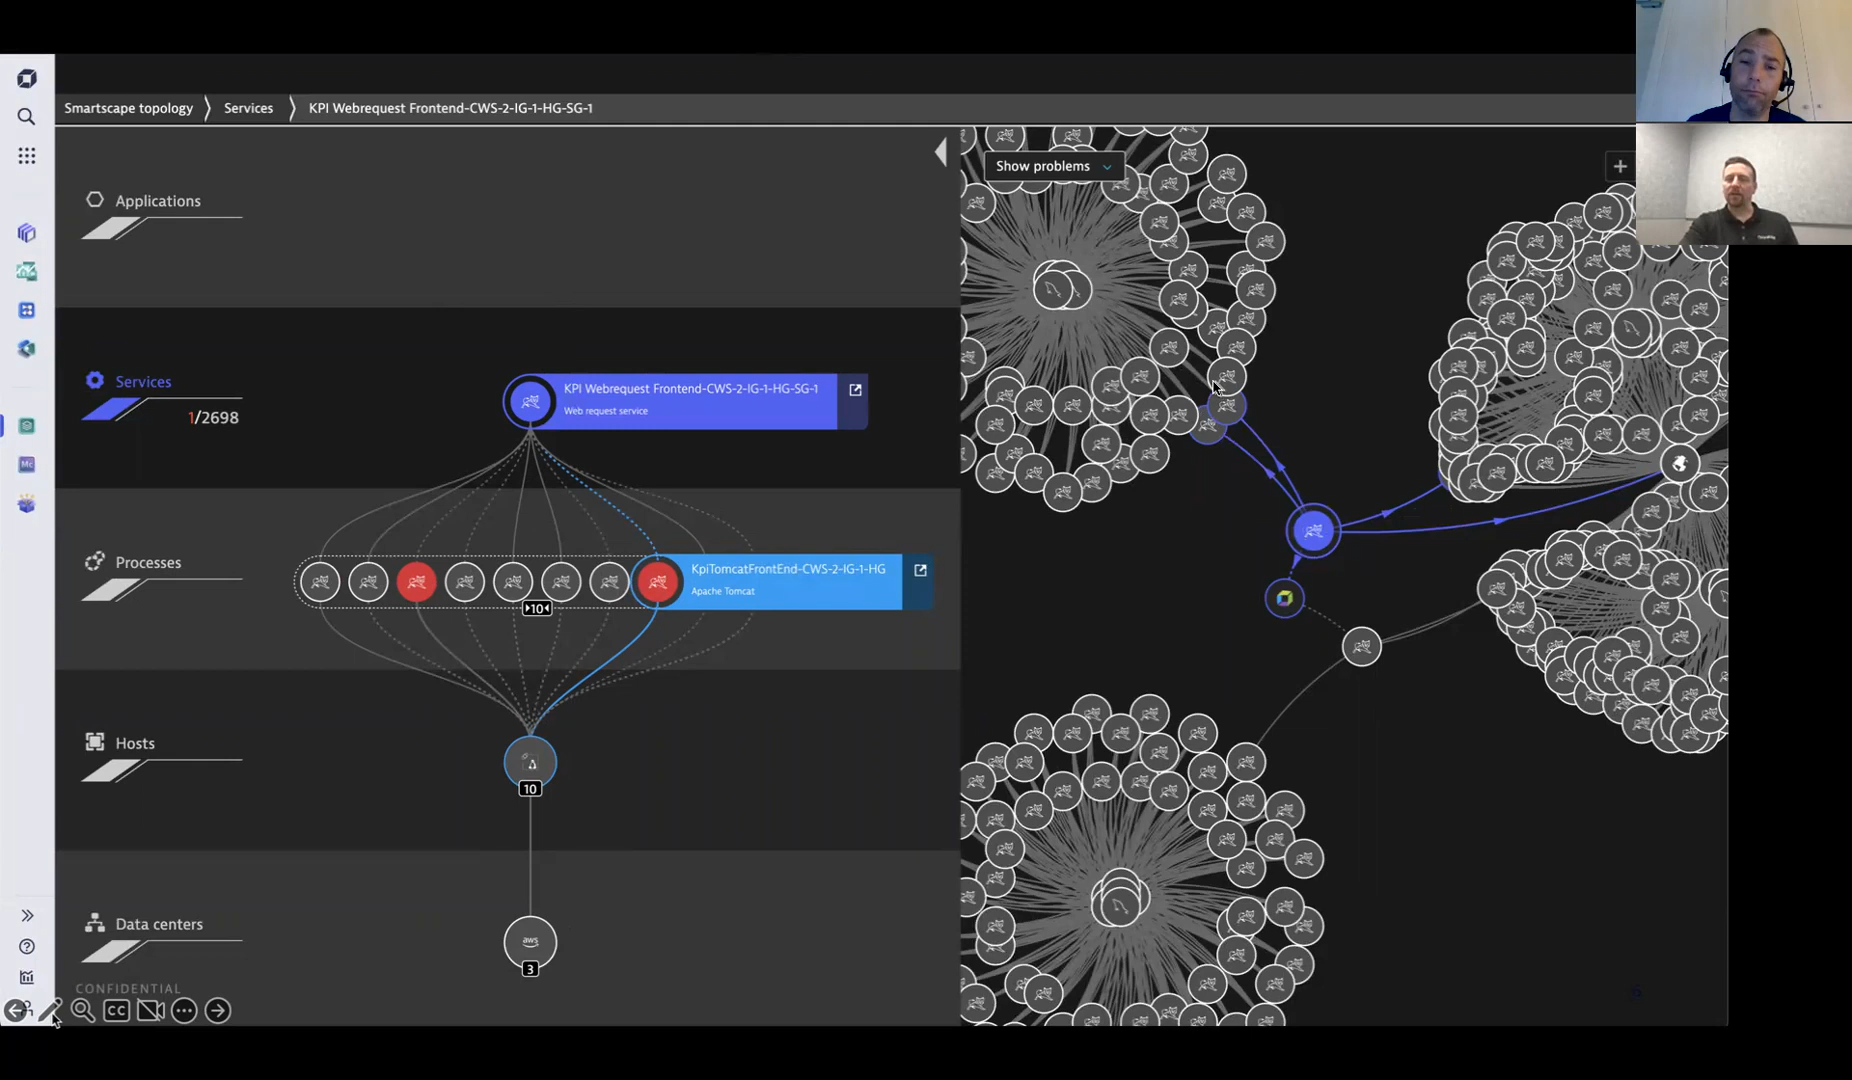 Smartscape topology
Services
KPI Webrequest Frontend-CWS-2-IG-1-HG-SG-1
Show problems
Applications
Services
1/2698
KPI Webrequest Frontend-CWS-2-IG-1-HG-SG-1
Web request service
Processes
KpiTomcatFrontEnd-CWS-2-IG-1-HG
Apache Tomcat
10
Hosts
10
Data centers
aws
3
Mc
CONFIDENTIAL
CC